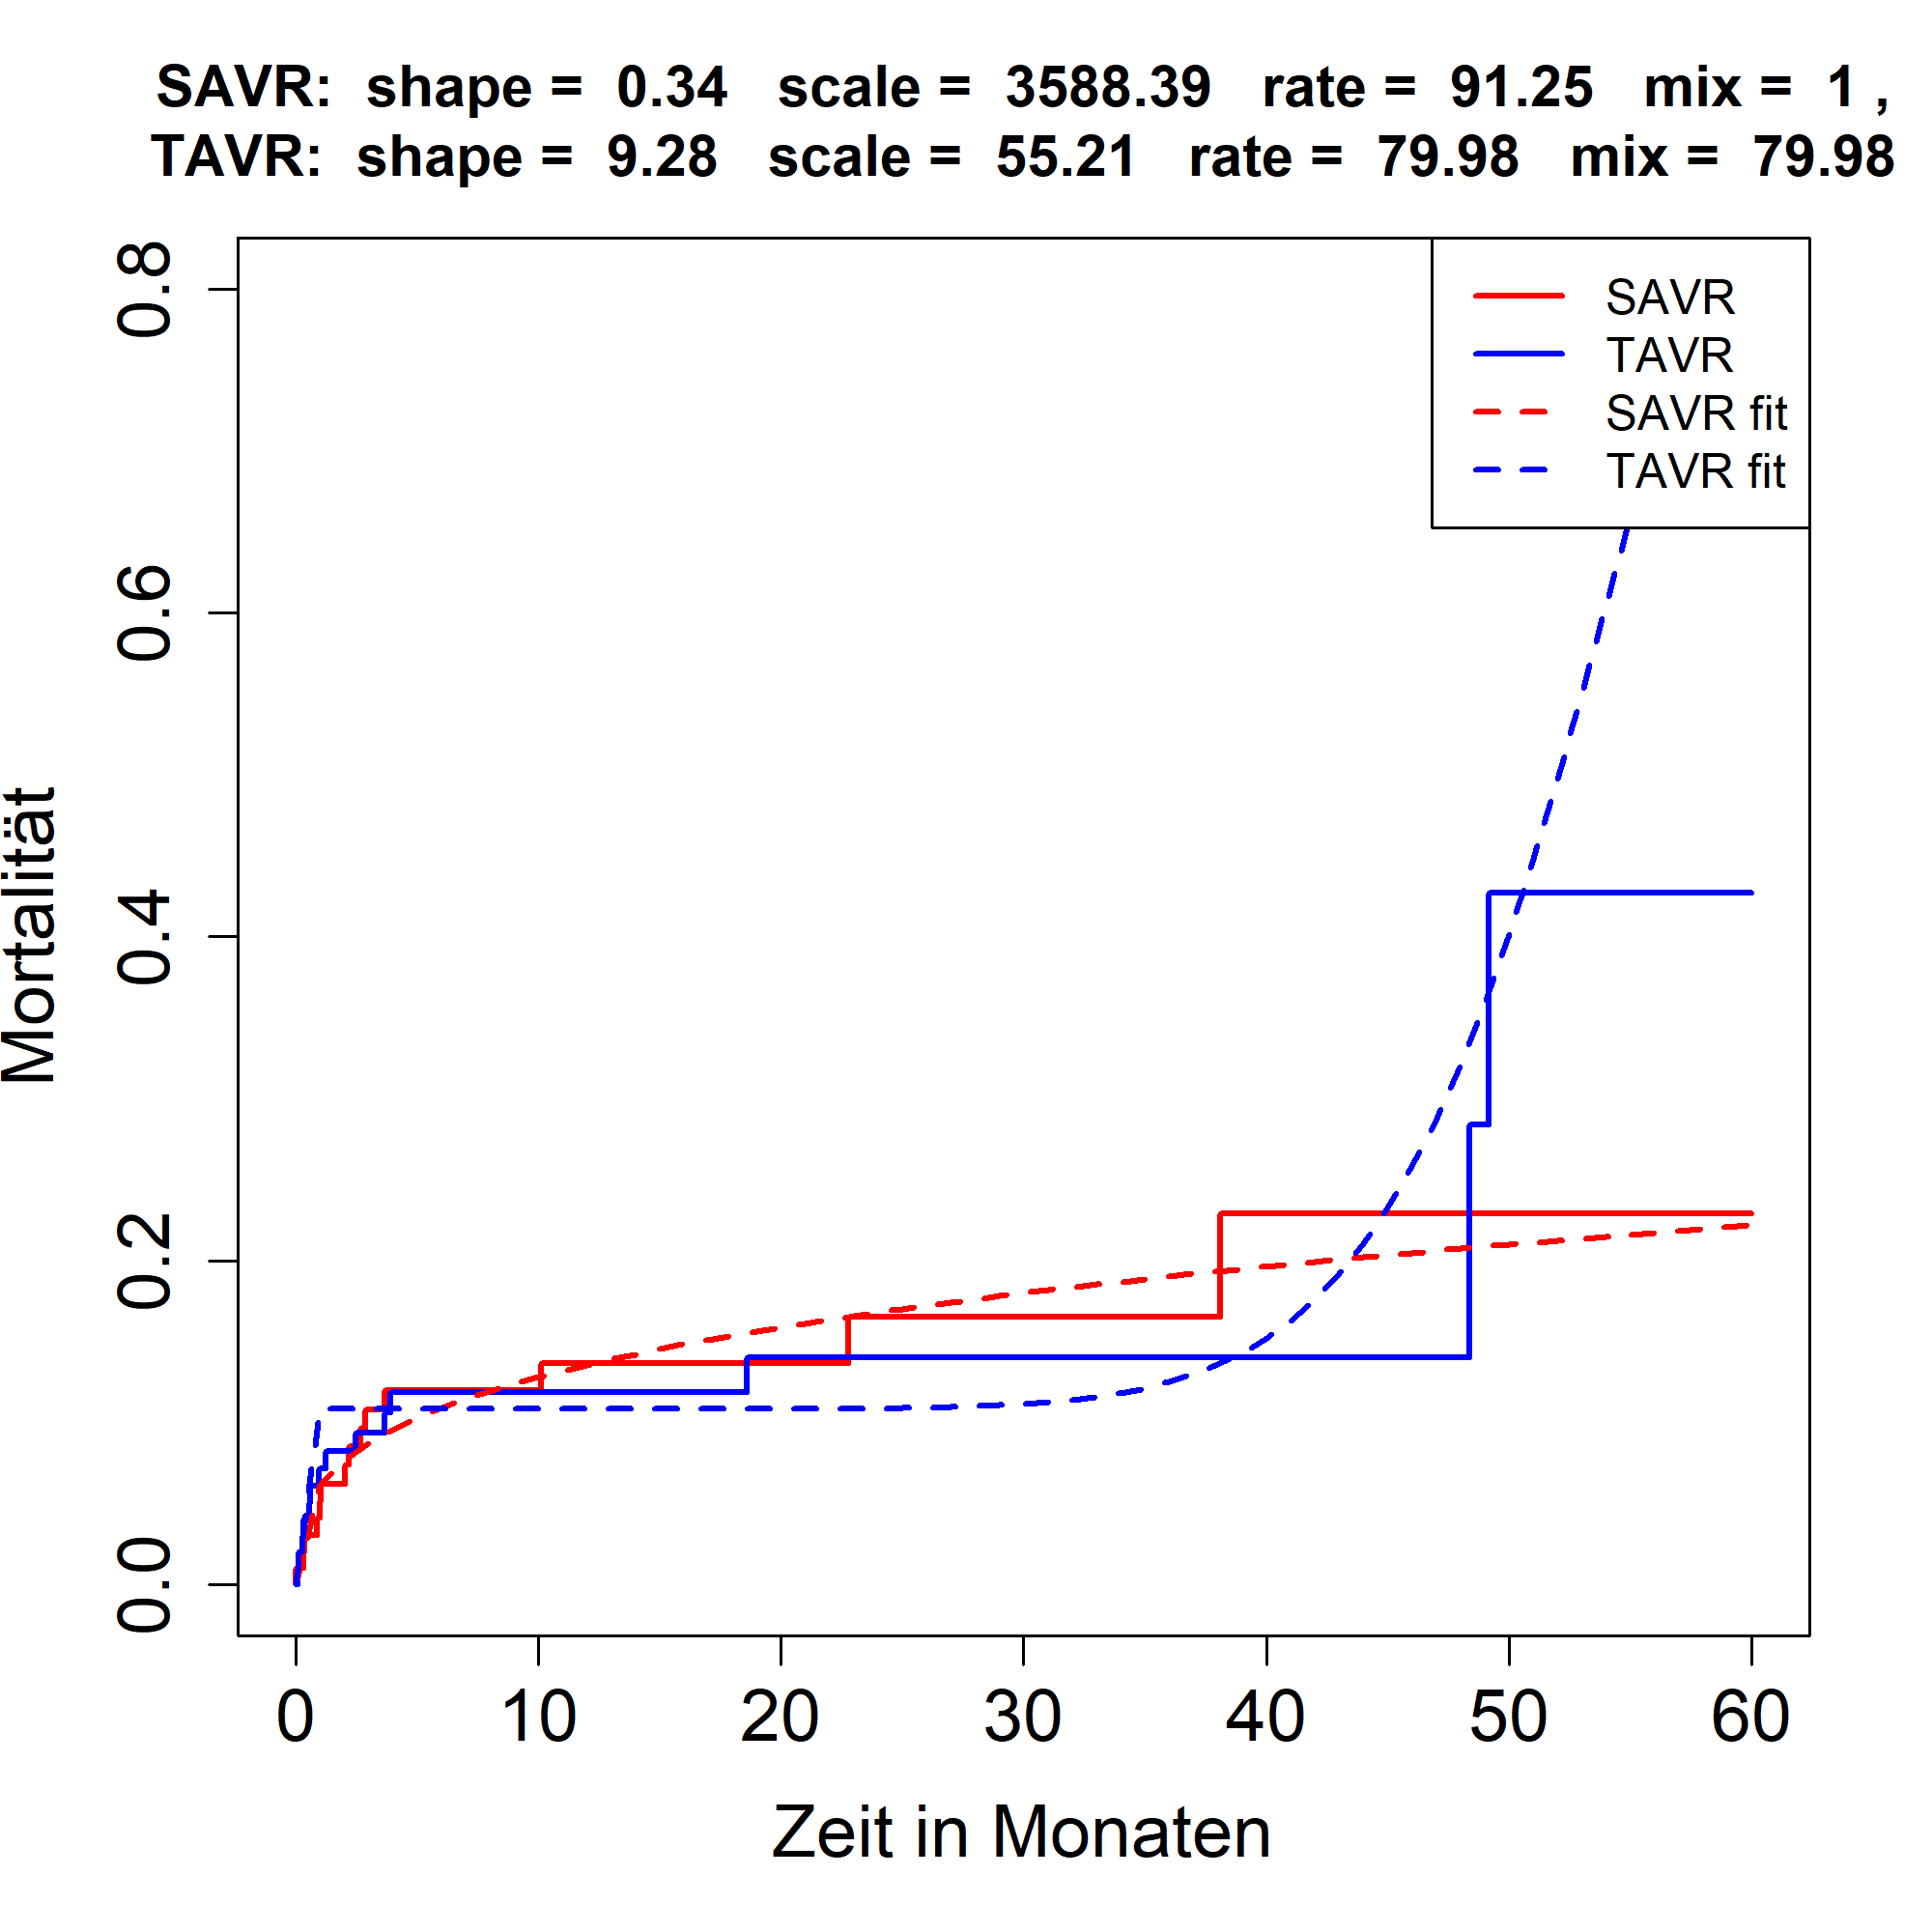 SAVR: shape = 0.34 scale = 3588.39 rate = 91.25 mix = 1 ,
TAVR: shape = 9.28 scale = 55.21 rate = 79.98 mix = 79.98
SAVR
TAVR
SAVR fit
TAVR fit
0.8
0.6
0.4
0.2
0.0
Mortalität
0 10 20 30 40 50 60
Zeit in Monaten